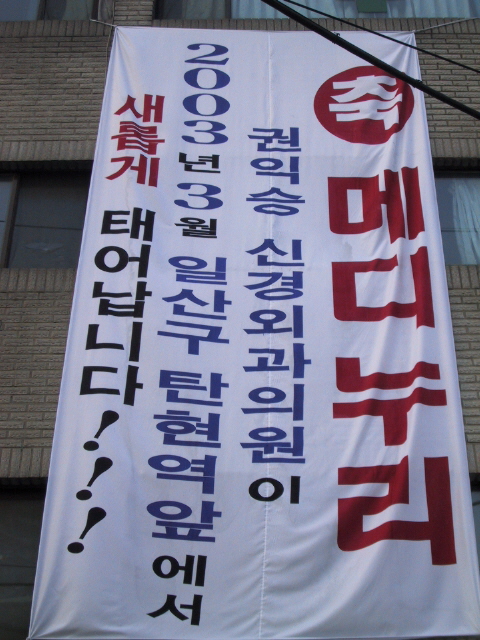 축 메디누리
권익승 신경외과의원이
2003년 3월 일산구 탄현역앞에서
새롭게 태어납니다!!!